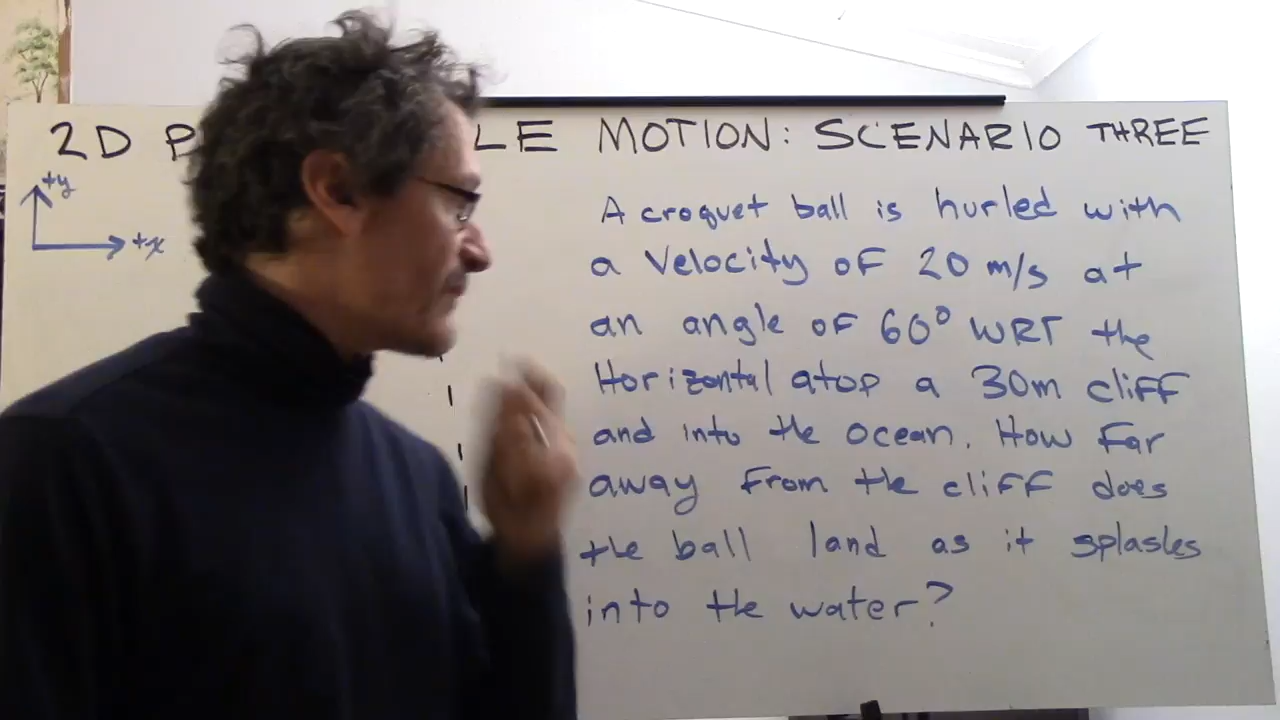 2D P LE MOTION: SCENARIO THREE
+y
+x
A croquet ball is hurled with
a velocity of 20 m/s at
an angle of 60° WRT the
Horizontal atop a 30m cliff
and into the ocean. How far
away from the cliff does
the ball land as it splashes
into the water?